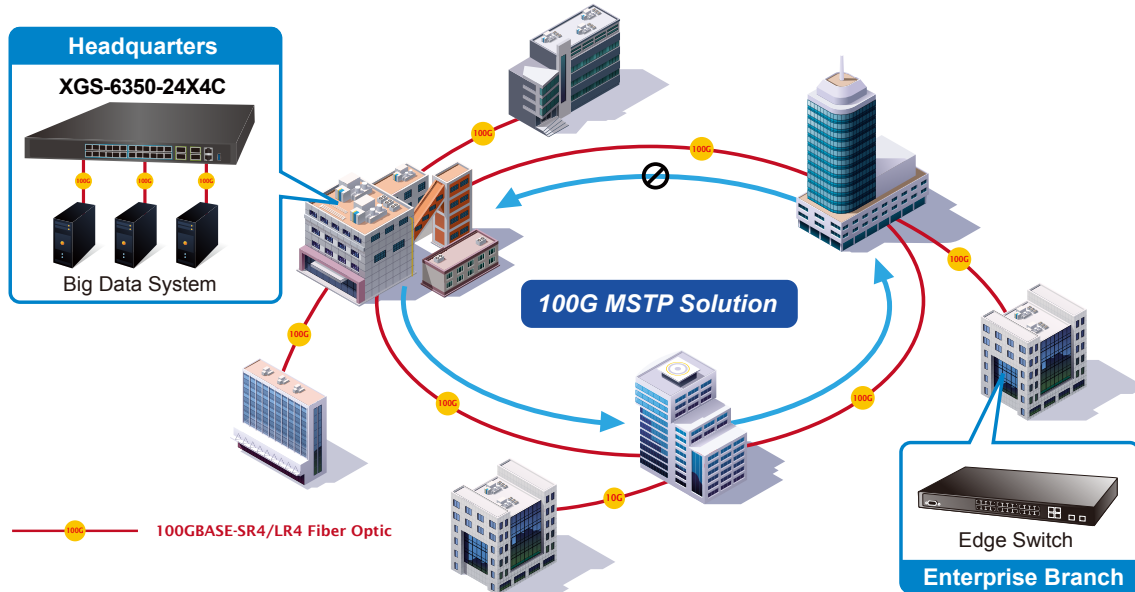 Headquarters
XGS-6350-24X4C
100G
100G
100G
Big Data System
100G
100G
100G
100G
100G MSTP Solution
100G
100G
100G
10G
100G
100GBASE-SR4/LR4 Fiber Optic
Edge Switch
Enterprise Branch